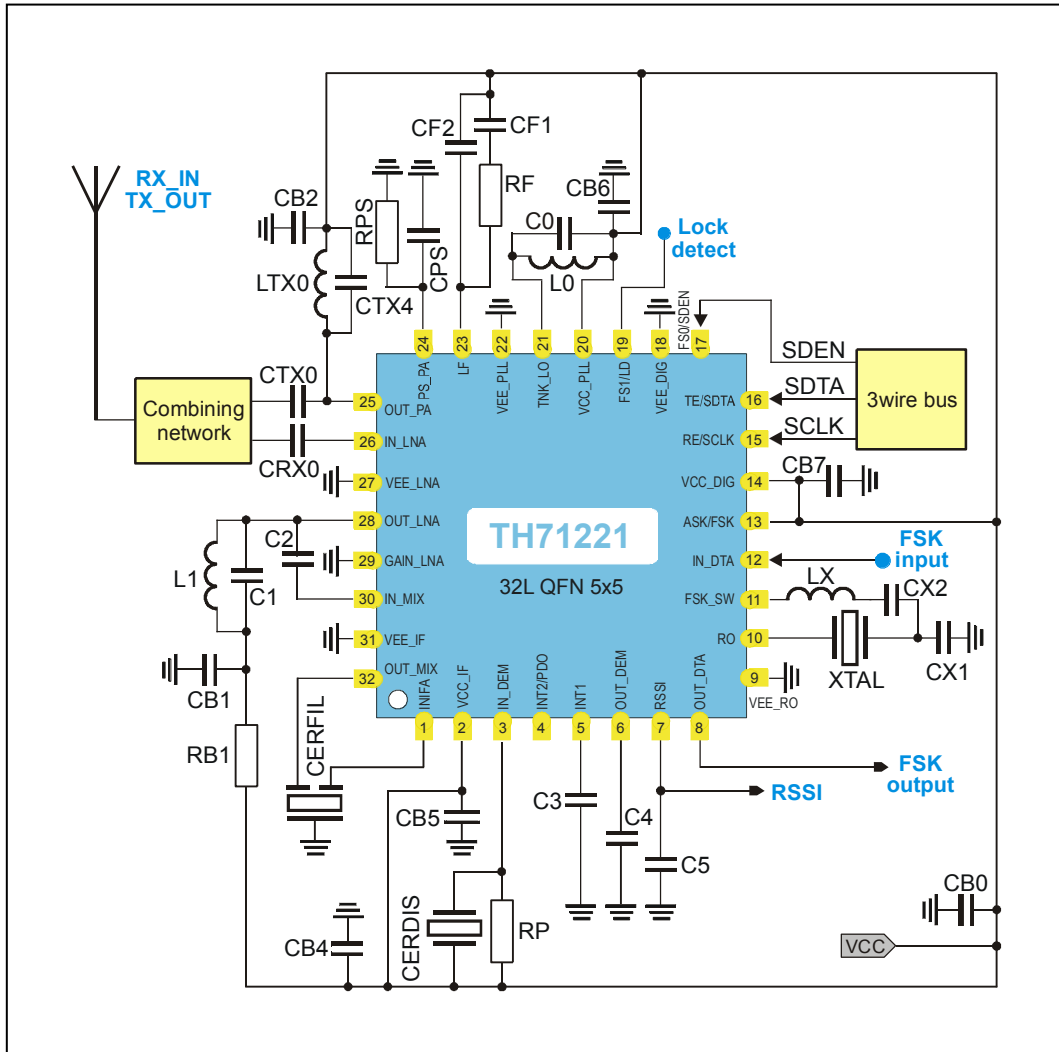 CF2
CF1
RX_IN
TX_OUT
CB2
RPS
CPS
RF
CB6
C0
L0
Lock
detect
LTX0
CTX4
24
23
22
21
20
19
18
17
PS_PA
LF
VEE_PLL
TNK_LO
VCC_PLL
FS1/LD
VEE_DIG
FS0/SDEN
SDEN
SDTA
SCLK
3wire bus
CTX0
Combining
network
CRX0
25
OUT_PA
26
IN_LNA
27
VEE_LNA
28
OUT_LNA
29
GAIN_LNA
30
IN_MIX
31
VEE_IF
32
OUT_MIX
TE/SDTA
16
RE/SCLK
15
VCC_DIG
14
CB7
ASK/FSK
13
IN_DTA
12
FSK
input
FSK_SW
11
LX
CX2
RO
10
XTAL
CX1
9
VEE_RO
TH71221
32L QFN 5x5
C2
L1
C1
CB1
RB1
CERFIL
INIFA
VCC_IF
IN_DEM
INT2/PDO
INT1
OUT_DEM
RSSI
OUT_DTA
1
2
3
4
5
6
7
8
FSK
output
RSSI
CB5
C3
C4
C5
CERDIS
RP
CB4
CB0
VCC